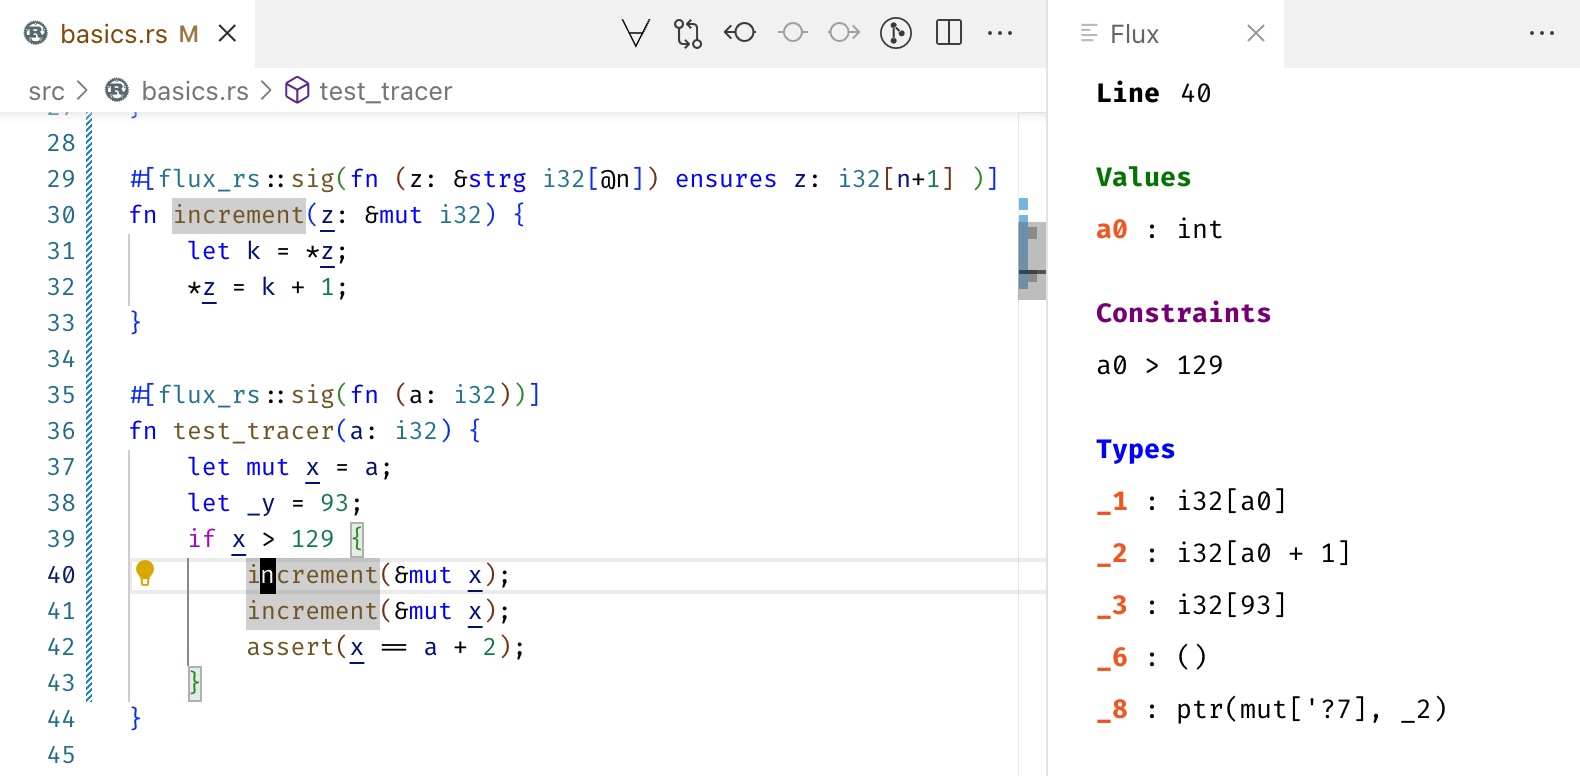 basics.rs M
Flux
src > basics.rs > test_tracer
27 }
28
29 #[flux_rs::sig(fn (z: &strg i32[@n]) ensures z: i32[n+1] )]
30 fn increment(z: &mut i32) {
31 let k = *z;
32 *z = k + 1;
33 }
34
35 #[flux_rs::sig(fn (a: i32))]
36 fn test_tracer(a: i32) {
37 let mut x = a;
38 let _y = 93;
39 if x > 129 {
40 increment(&mut x);
41 increment(&mut x);
42 assert(x == a + 2);
43 }
44 }
45
Line 40
Values
a0 : int
Constraints
a0 > 129
Types
_1 : i32[a0]
_2 : i32[a0 + 1]
_3 : i32[93]
_6 : ()
_8 : ptr(mut['?7], _2)